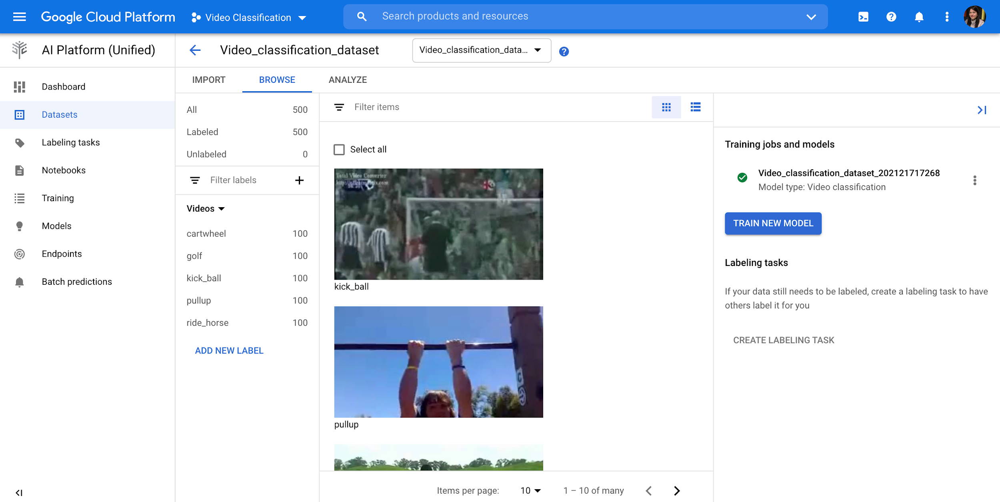 Google Cloud Platform
Video Classification
Search products and resources
AI Platform (Unified)
Video_classification_dataset
Video_classification_data...
Dashboard
Datasets
Labeling tasks
Notebooks
Training
Models
Endpoints
Batch predictions
IMPORT
BROWSE
ANALYZE
All 500
Labeled 500
Unlabeled 0
Filter labels
Videos
cartwheel 100
golf 100
kick_ball 100
pullup 100
ride_horse 100
ADD NEW LABEL
Filter items
Select all
Total Video Converter
kick_ball
pullup
Items per page: 10 1 – 10 of many
Training jobs and models
Video_classification_dataset_202121717268
Model type: Video classification
TRAIN NEW MODEL
Labeling tasks
If your data still needs to be labeled, create a labeling task to have
others label it for you
CREATE LABELING TASK